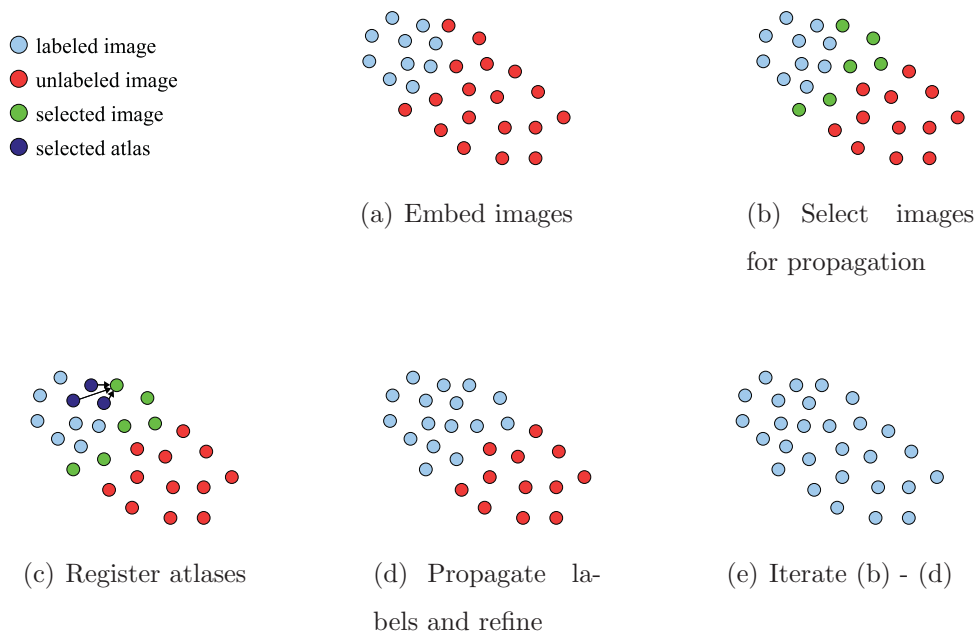 labeled image
unlabeled image
selected image
selected atlas
(a) Embed images
(b) Select images
for propagation
(c) Register atlases
(d) Propagate la-
bels and refine
(e) Iterate (b) - (d)